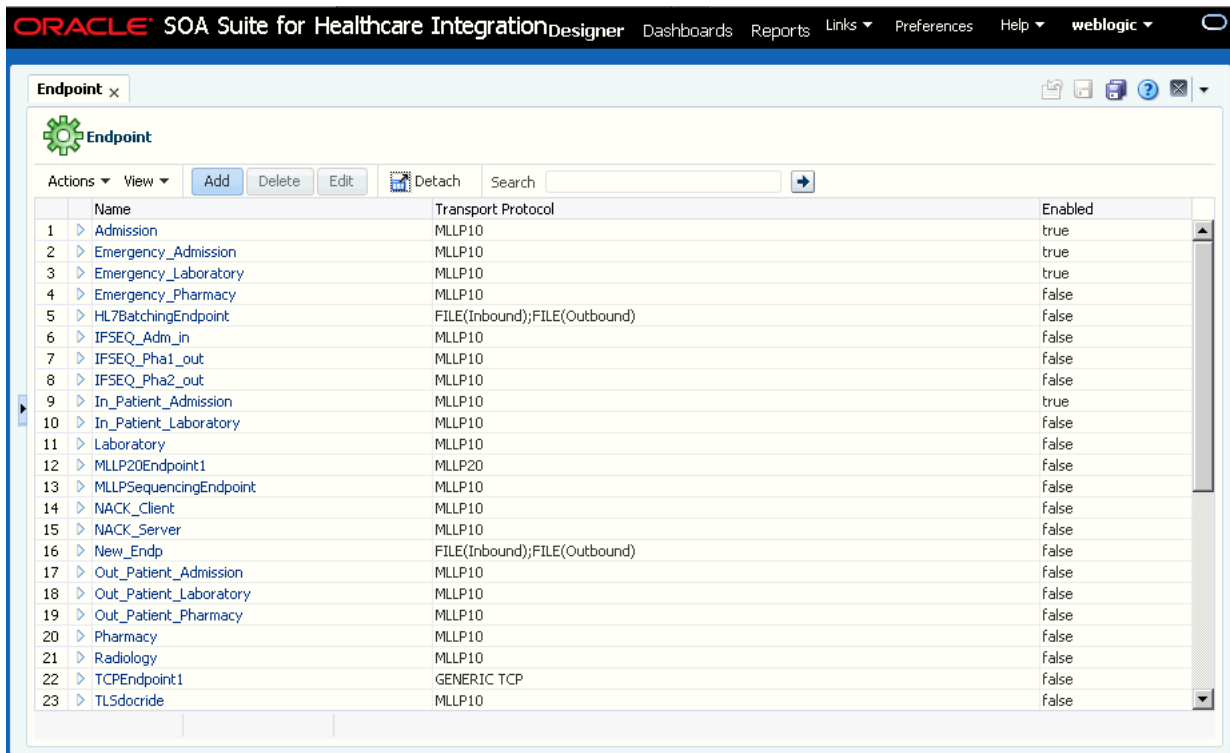 ORACLE SOA Suite for Healthcare Integration Designer Dashboards Reports Links Preferences Help weblogic
Endpoint
Endpoint
Actions View Add Delete Edit Detach Search
Name Transport Protocol Enabled
1 Admission MLLP10 true
2 Emergency_Admission MLLP10 true
3 Emergency_Laboratory MLLP10 true
4 Emergency_Pharmacy MLLP10 false
5 HL7BatchingEndpoint FILE(Inbound);FILE(Outbound) false
6 IFSEQ_Adm_in MLLP10 false
7 IFSEQ_Pha1_out MLLP10 false
8 IFSEQ_Pha2_out MLLP10 false
9 In_Patient_Admission MLLP10 true
10 In_Patient_Laboratory MLLP10 false
11 Laboratory MLLP10 false
12 MLLP20Endpoint1 MLLP20 false
13 MLLPSequencingEndpoint MLLP10 false
14 NACK_Client MLLP10 false
15 NACK_Server MLLP10 false
16 New_Endp FILE(Inbound);FILE(Outbound) false
17 Out_Patient_Admission MLLP10 false
18 Out_Patient_Laboratory MLLP10 false
19 Out_Patient_Pharmacy MLLP10 false
20 Pharmacy MLLP10 false
21 Radiology MLLP10 false
22 TCPEndpoint1 GENERIC TCP false
23 TLSdocride MLLP10 false